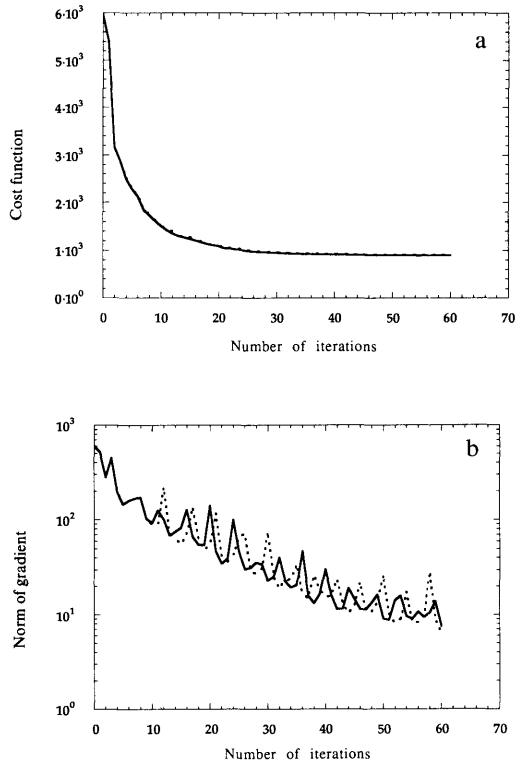 a
6·10³
5·10³
4·10³
3·10³
2·10³
1·10³
0·10⁰
Cost function
0 10 20 30 40 50 60 70
Number of iterations
b
10³
10²
10¹
10⁰
Norm of gradient
0 10 20 30 40 50 60 70
Number of iterations